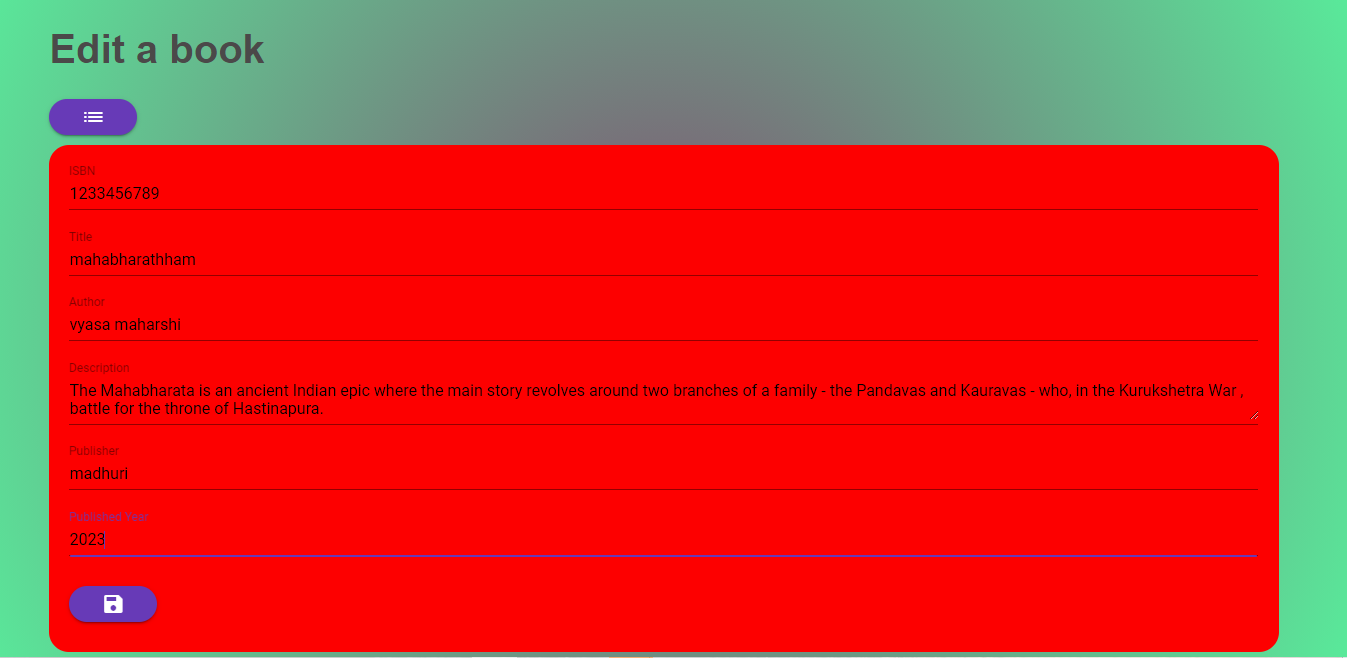 Edit a book
ISBN
1233456789
Title
mahabharathham
Author
vyasa maharshi
Description
The Mahabharata is an ancient Indian epic where the main story revolves around two branches of a family - the Pandavas and Kauravas - who, in the Kurukshetra War ,
battle for the throne of Hastinapura.
Publisher
madhuri
Published Year
2023